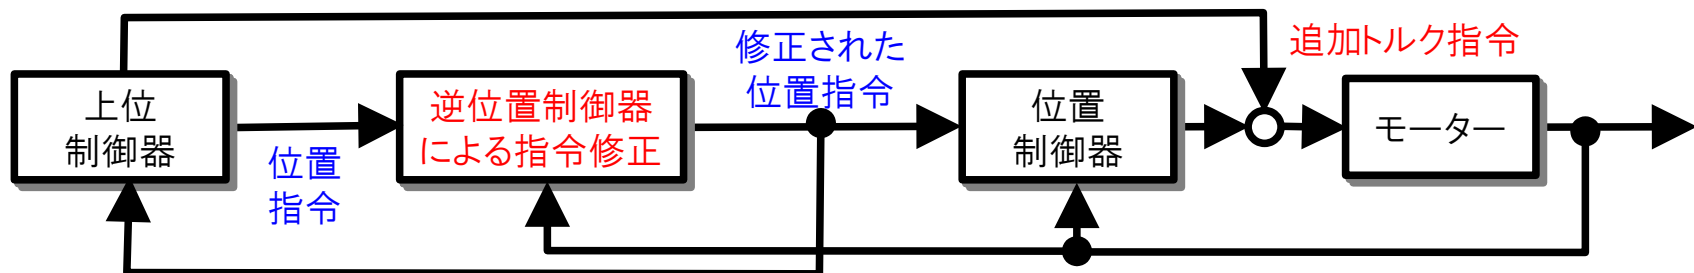 上位
制御器
位置
指令
逆位置制御器
による指令修正
修正された
位置指令
位置
制御器
追加トルク指令
モーター